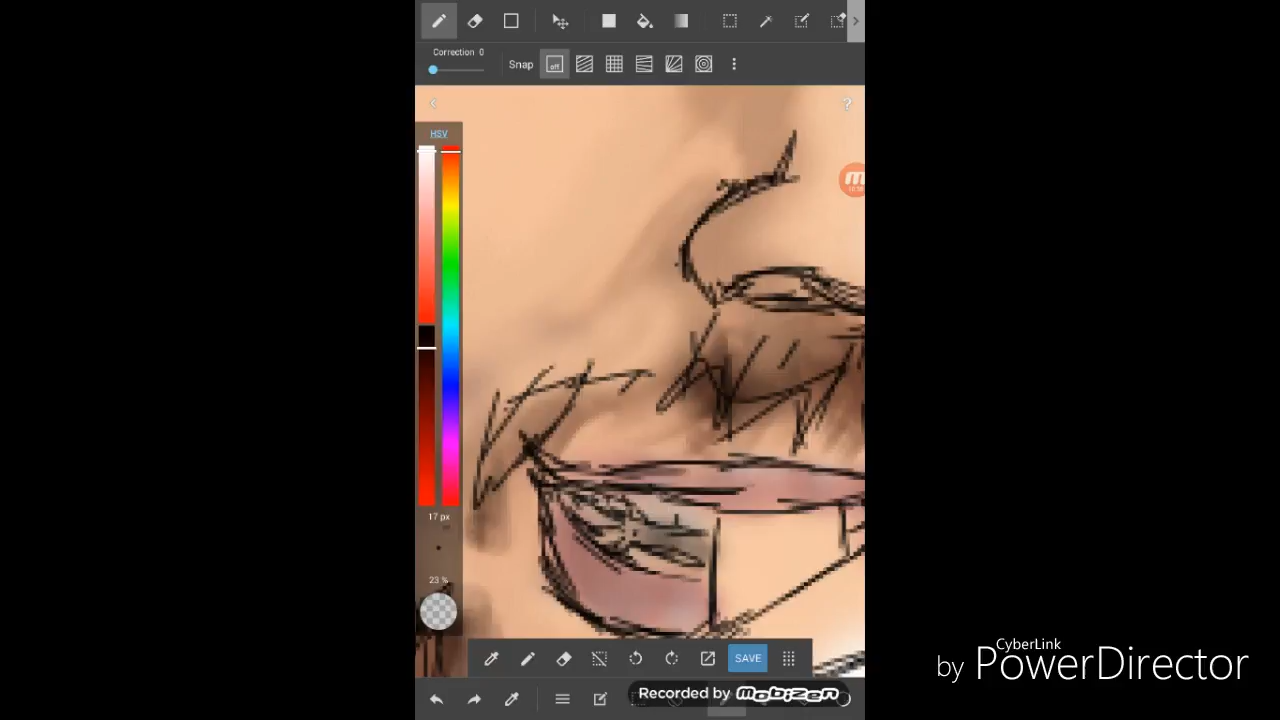 Correction 0
Snap
off
?
HSV
17 px
23 %
SAVE
Recorded by mobizen
CyberLink
by PowerDirector